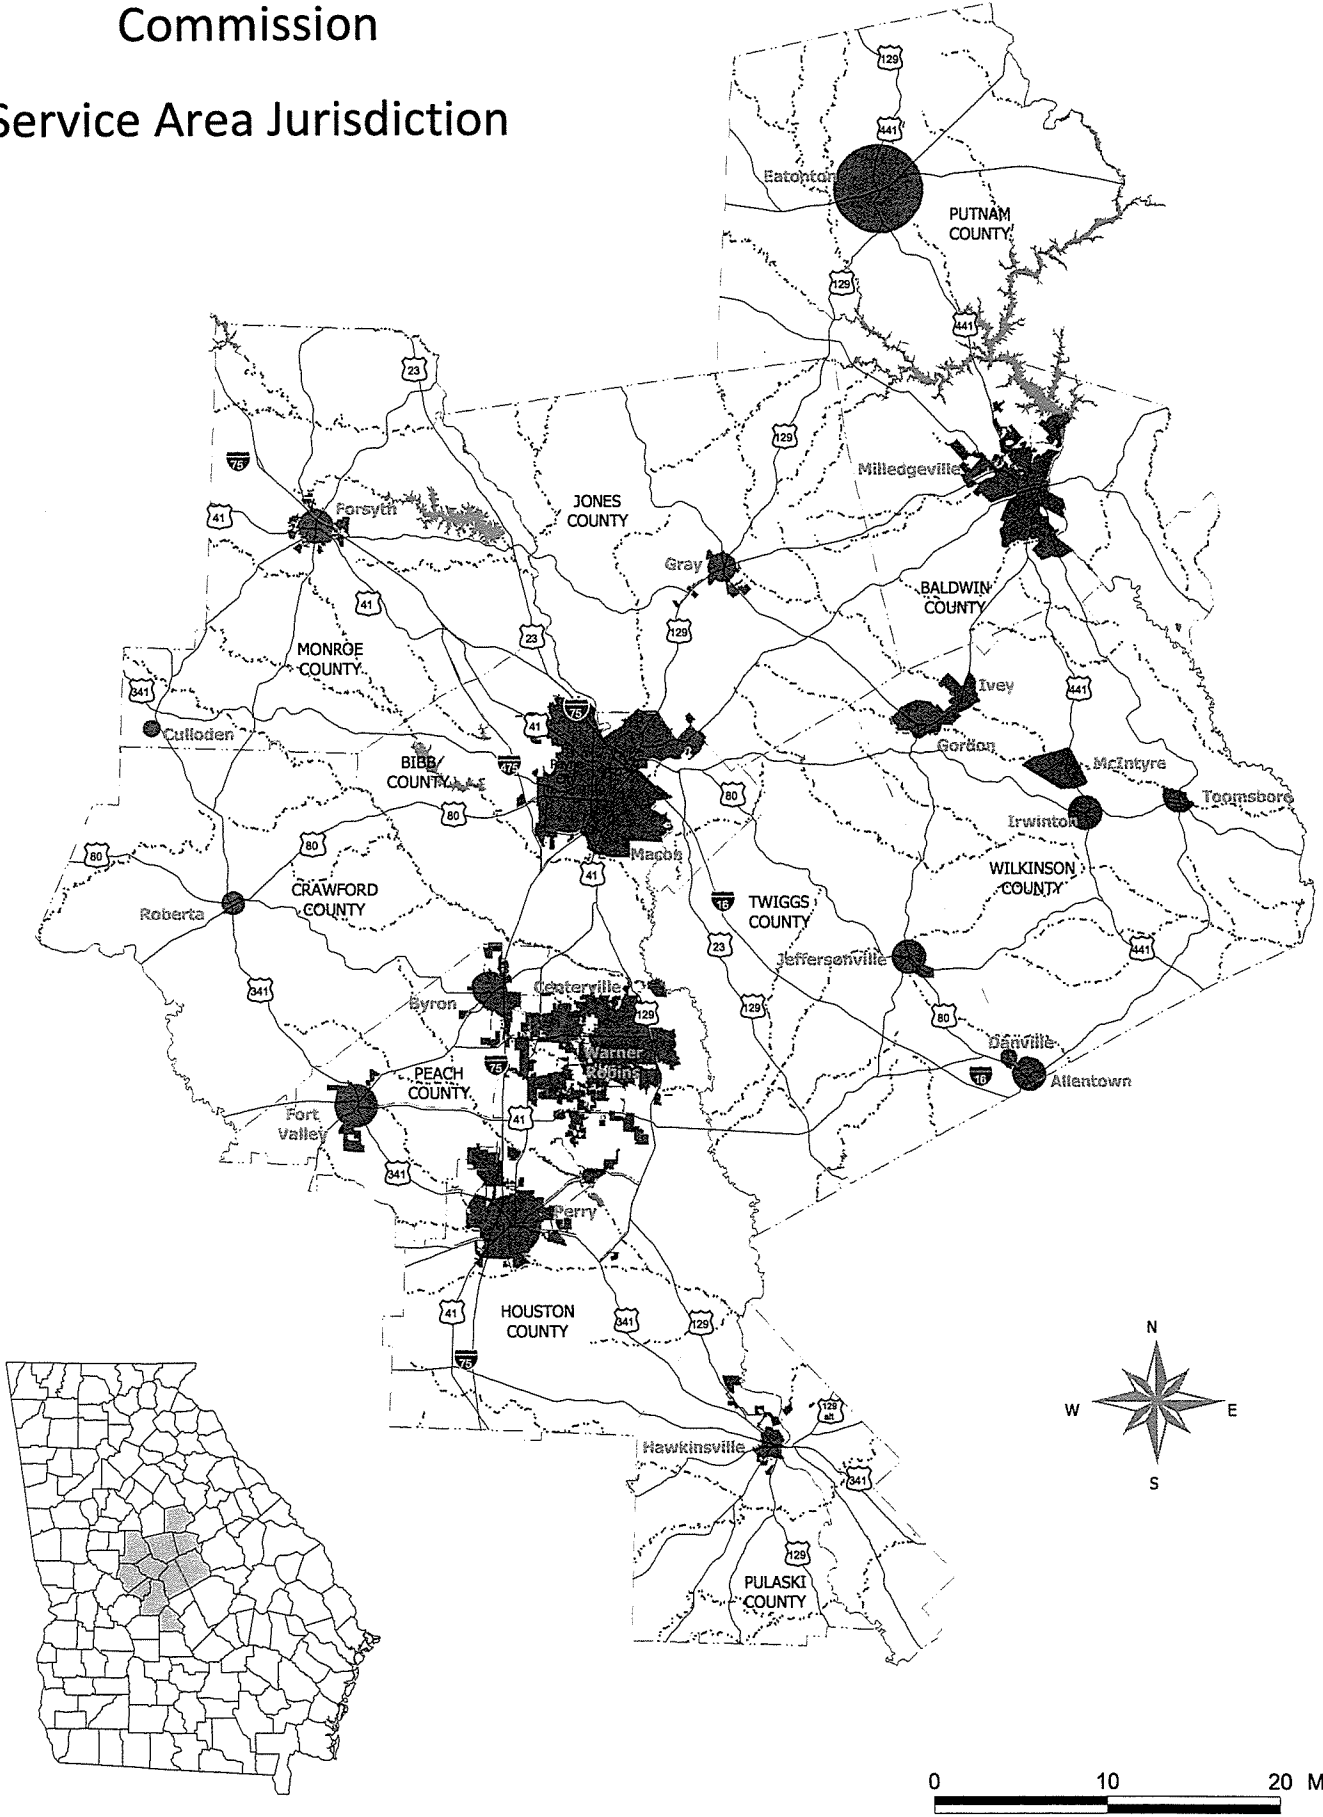 Commission
Service Area Jurisdiction
129
441
Eatonton
PUTNAM
COUNTY
129
441
23
129
75
Milledgeville
41
Forsyth
JONES
COUNTY
Gray
BALDWIN
COUNTY
41
23
129
MONROE
COUNTY
341
Ivey
441
75
41
Culloden
Gordon
BIBB
COUNTY
475
McIntyre
80
80
Toomsboro
Irwinton
80
80
Macon
41
WILKINSON
COUNTY
CRAWFORD
COUNTY
16
TWIGGS
COUNTY
Roberta
23
441
Jeffersonville
341
Byron
Centerville
129
129
80
Danville
Warner
Robins
75
PEACH
COUNTY
16
Allentown
Fort
Valley
41
341
Perry
41
HOUSTON
COUNTY
341
129
75
N
W
E
S
129
alt
Hawkinsville
341
129
PULASKI
COUNTY
0 10 20 M